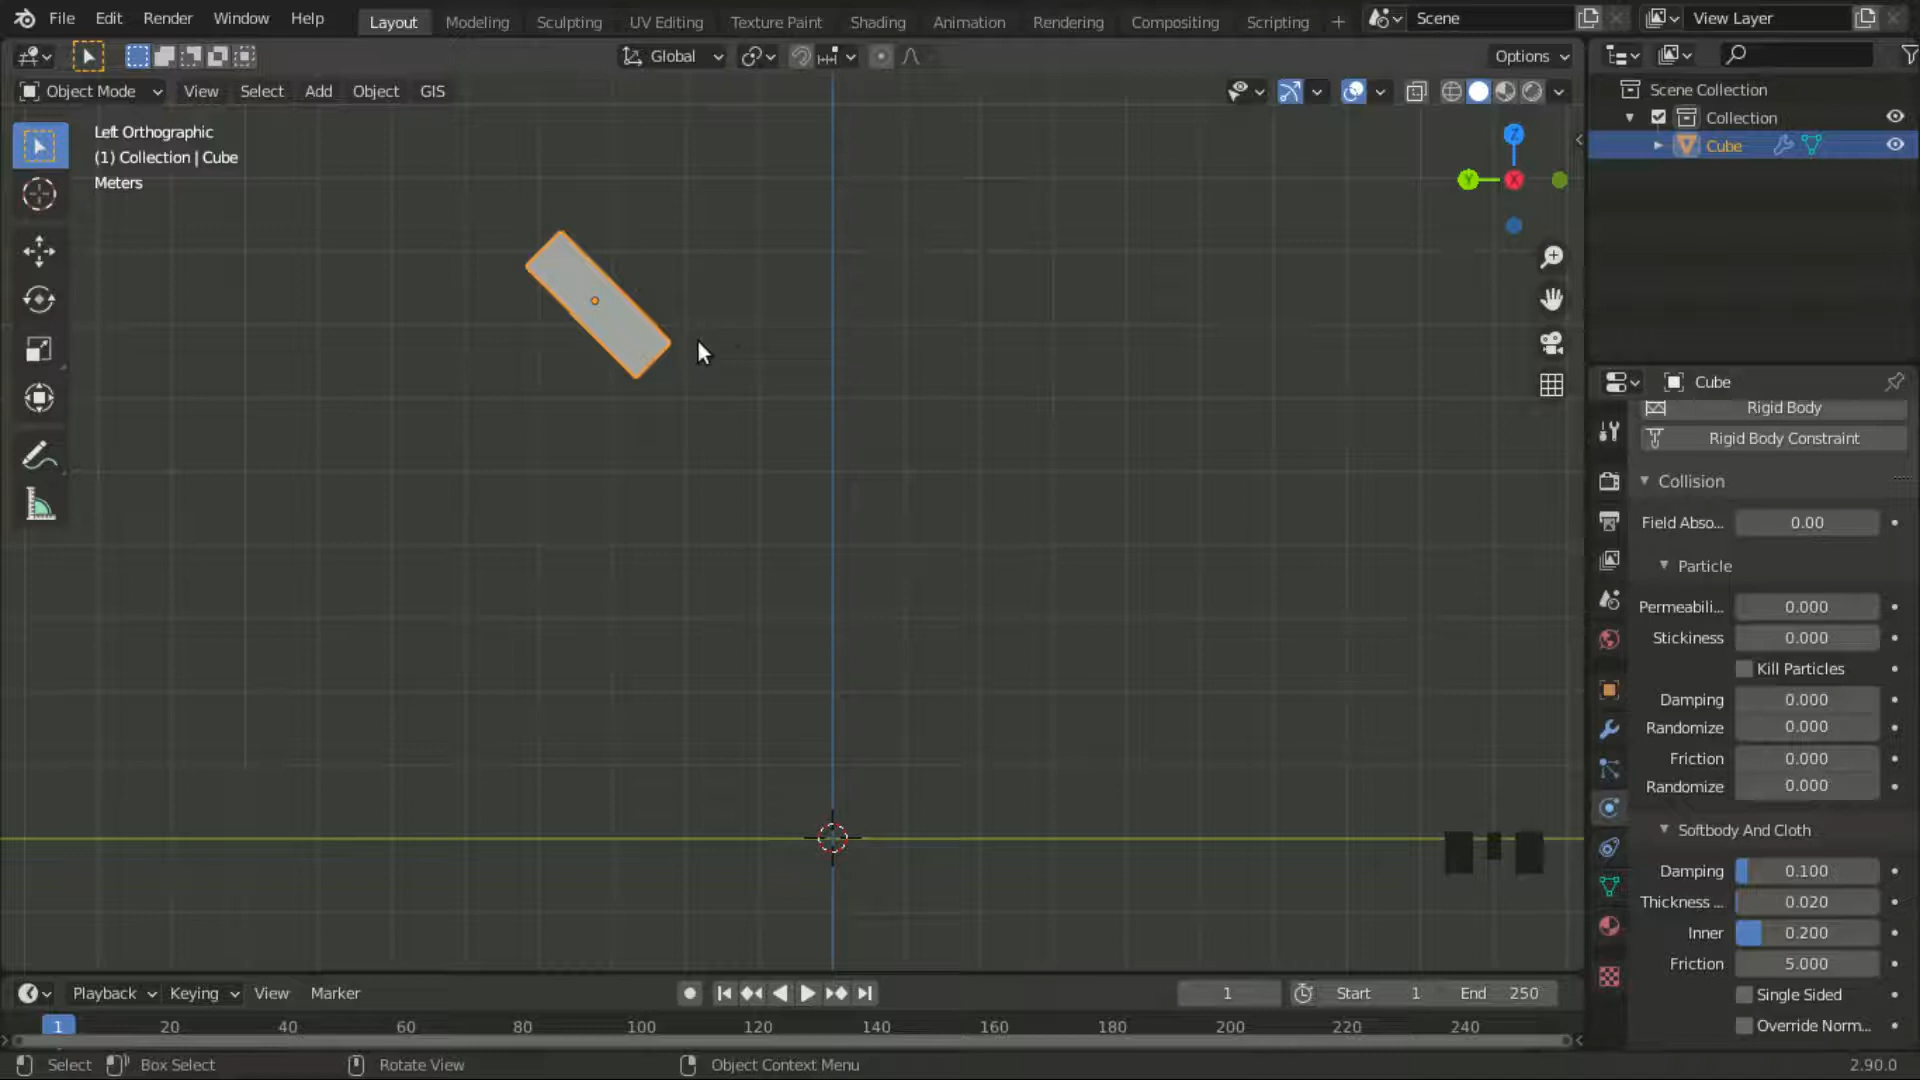 File Edit Render Window Help Layout Modeling Sculpting UV Editing Texture Paint Shading Animation Rendering Compositing Scripting + Scene View Layer
Global Options
Object Mode View Select Add Object GIS
Left Orthographic
(1) Collection | Cube
Meters
Z
Y
X
Scene Collection
Collection
Cube
Cube
Rigid Body
Rigid Body Constraint
Collision
Field Abso... 0.00
Particle
Permeabili... 0.000
Stickiness 0.000
Kill Particles
Damping 0.000
Randomize 0.000
Friction 0.000
Randomize 0.000
Softbody And Cloth
Damping 0.100
Thickness ... 0.020
Inner 0.200
Friction 5.000
Single Sided
Override Norm...
Playback Keying View Marker 1 Start 1 End 250
1 20 40 60 80 100 120 140 160 180 200 220 240
Select Box Select Rotate View Object Context Menu 2.90.0